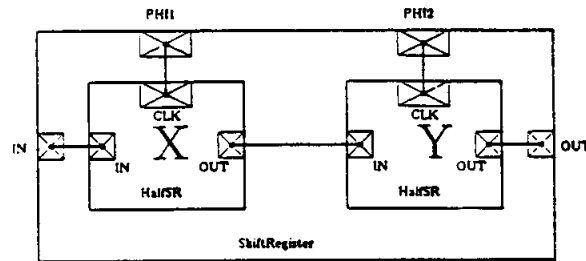 PHI1 PHI2
CLK CLK
IN X Y OUT
IN OUT IN OUT
HalfSR HalfSR
ShiftRegister